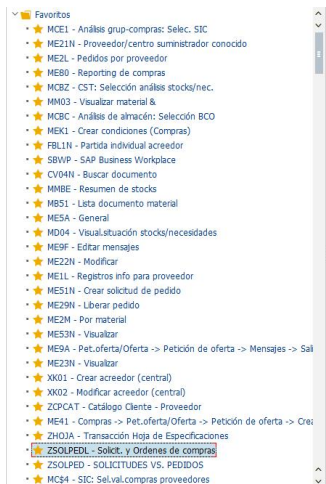 Favoritos
MCE1 - Análisis grup-compras: Selec. SIC
ME21N - Proveedor/centro suministrador conocido
ME2L - Pedidos por proveedor
ME80 - Reporting de compras
MCBZ - CST: Selección análisis stocks/nec.
MM03 - Visualizar material &
MCBC - Análisis de almacén: Selección BCO
MEK1 - Crear condiciones (Compras)
FBL1N - Partida individual acreedor
SBWP - SAP Business Workplace
CV04N - Buscar documento
MMBE - Resumen de stocks
MB51 - Lista documento material
ME5A - General
MD04 - Visual.situación stocks/necesidades
ME9F - Editar mensajes
ME22N - Modificar
ME1L - Registros info para proveedor
ME51N - Crear solicitud de pedido
ME29N - Liberar pedido
ME2M - Por material
ME53N - Visualizar
ME9A - Pet.oferta/Oferta -> Petición de oferta -> Mensajes -> Sali
ME23N - Visualizar
XK01 - Crear acreedor (central)
XK02 - Modificar acreedor (central)
ZCPCAT - Catálogo Cliente - Proveedor
ME41 - Compras -> Pet.oferta/Oferta -> Petición de oferta -> Crea
ZHOJA - Transacción Hoja de Especificaciones
ZSOLPEDL - Solicit. y Ordenes de compras
ZSOLPED - SOLICITUDES VS. PEDIDOS
MC$4 - SIC: Sel.val.compras proveedores